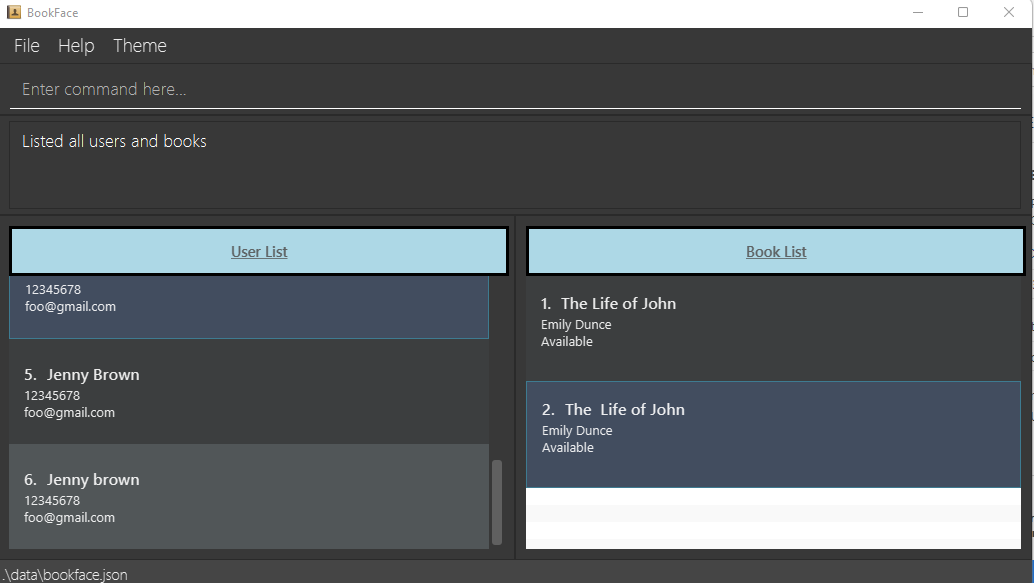 BookFace
File Help Theme
Enter command here...
Listed all users and books
User List
12345678
foo@gmail.com
5. Jenny Brown
12345678
foo@gmail.com
6. Jenny brown
12345678
foo@gmail.com
Book List
1. The Life of John
Emily Dunce
Available
2. The  Life of John
Emily Dunce
Available
.\data\bookface.json